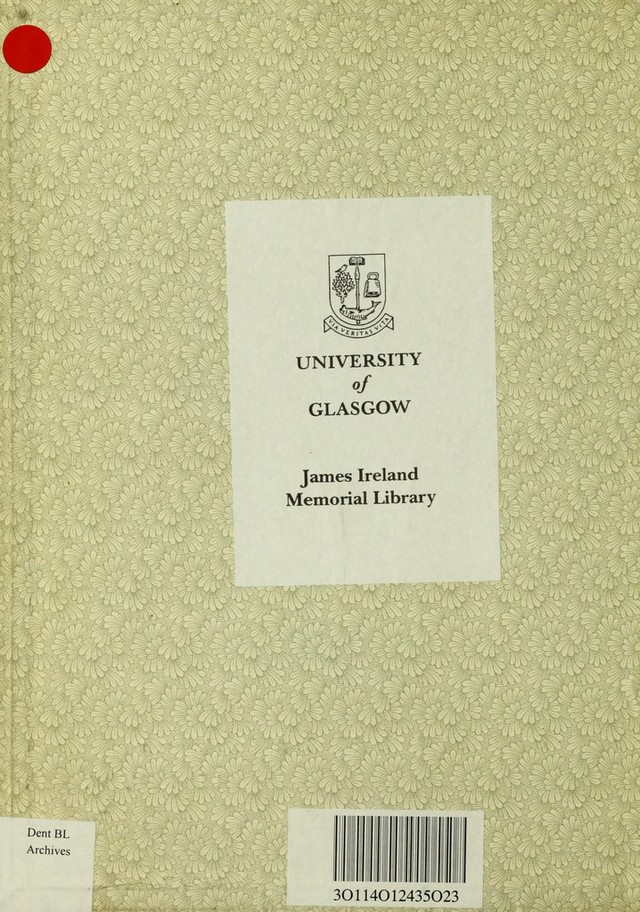 VIA VERITAS VITA
UNIVERSITY
of
GLASGOW
James Ireland
Memorial Library
Dent BL
Archives
30114012435023